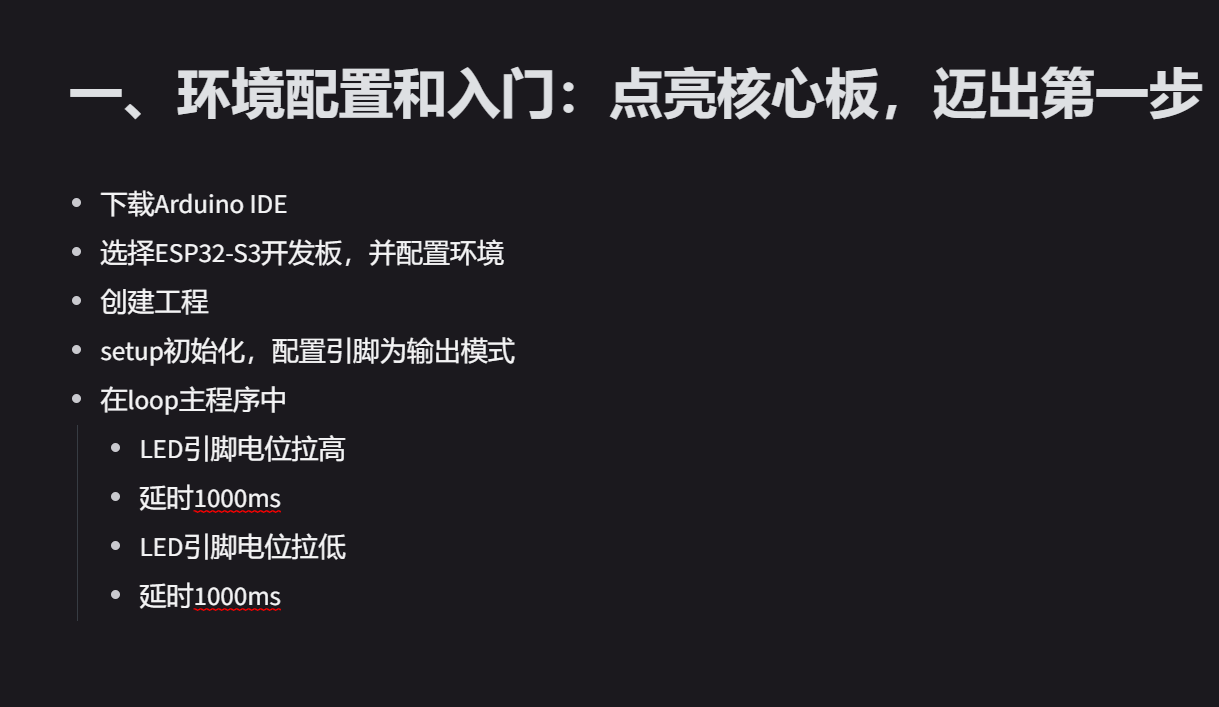 一、环境配置和入门：点亮核心板，迈出第一步
下载Arduino IDE
选择ESP32-S3开发板，并配置环境
创建工程
setup初始化，配置引脚为输出模式
在loop主程序中
LED引脚电位拉高
延时1000ms
LED引脚电位拉低
延时1000ms